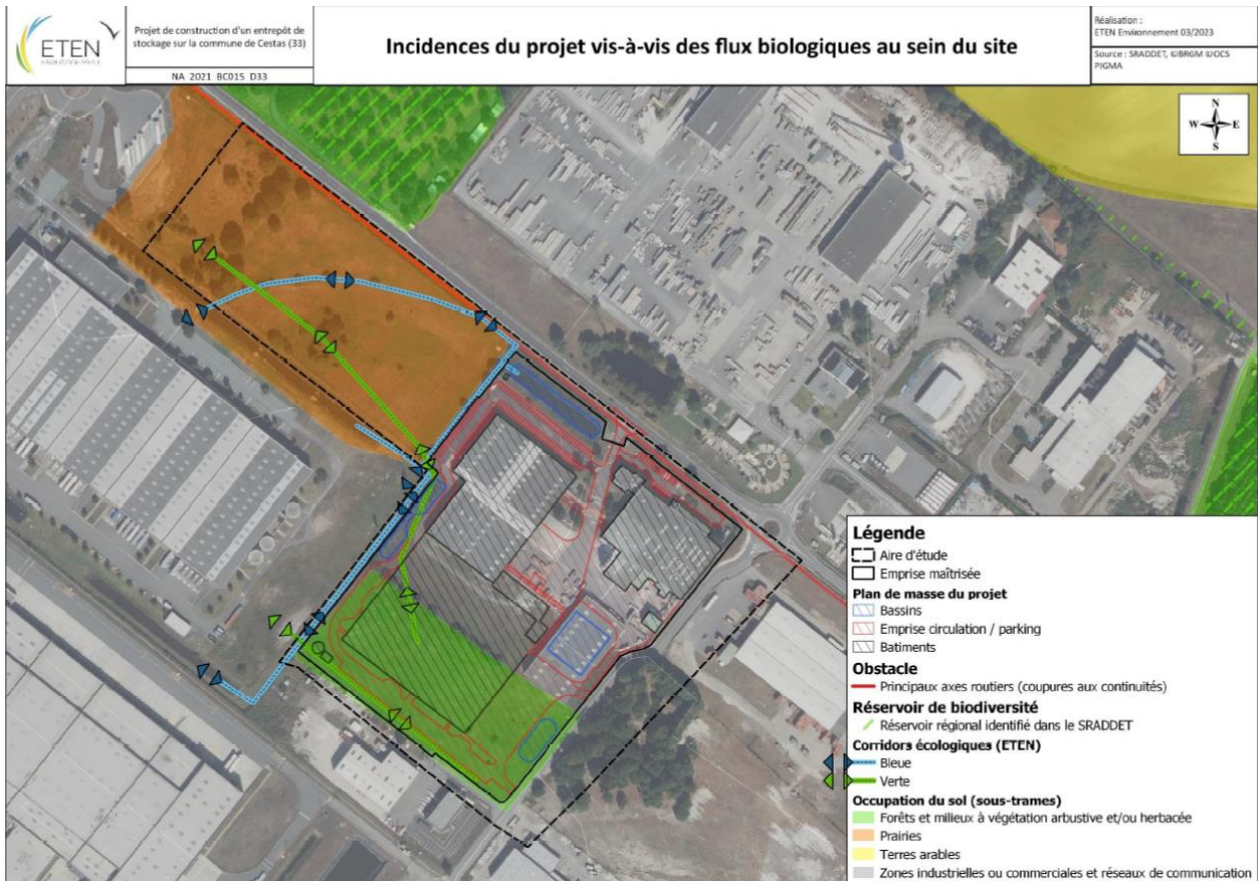 ETEN
Projet de construction d'un entrepôt de
stockage sur la commune de Cestas (33)
NA_2021_BC015_D33
Incidences du projet vis-à-vis des flux biologiques au sein du site
Réalisation :
ETEN Environnement 03/2023
Source : SRADDET, ©BRGM ©OCS
PIGMA
N
W E
S
Légende
Aire d'étude
Emprise maîtrisée
Plan de masse du projet
Bassins
Emprise circulation / parking
Batiments
Obstacle
Principaux axes routiers (coupures aux continuités)
Réservoir de biodiversité
Réservoir régional identifié dans le SRADDET
Corridors écologiques (ETEN)
Bleue
Verte
Occupation du sol (sous-trames)
Forêts et milieux à végétation arbustive et/ou herbacée
Prairies
Terres arables
Zones industrielles ou commerciales et réseaux de communication